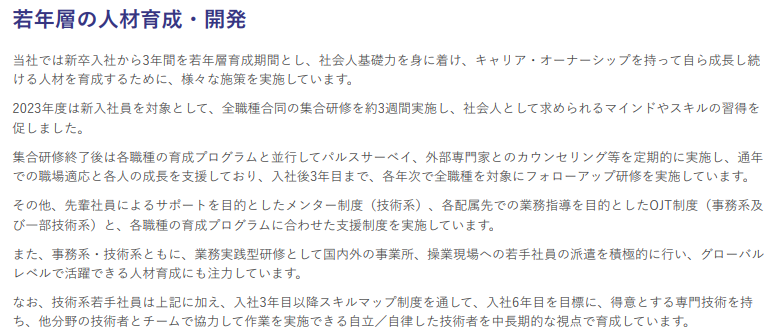 若年層の人材育成・開発
当社では新卒入社から3年間を若年層育成期間とし、社会人基礎力を身に着け、キャリア・オーナーシップを持って自ら成長し続
ける人材を育成するために、様々な施策を実施しています。
2023年度は新入社員を対象として、全職種合同の集合研修を約3週間実施し、社会人として求められるマインドやスキルの習得を
促しました。
集合研修終了後は各職種の育成プログラムと並行してパルスサーベイ、外部専門家とのカウンセリング等を定期的に実施し、通年
での職場適応と各人の成長を支援しており、入社後3年目まで、各年次で全職種を対象にフォローアップ研修を実施しています。
その他、先輩社員によるサポートを目的としたメンター制度（技術系）、各配属先での業務指導を目的としたOJT制度（事務系及
び一部技術系）と、各職種の育成プログラムに合わせた支援制度を実施しています。
また、事務系・技術系ともに、業務実践型研修として国内外の事業所、操業現場への若手社員の派遣を積極的に行い、グローバル
レベルで活躍できる人材育成にも注力しています。
なお、技術系若手社員は上記に加え、入社3年目以降スキルマップ制度を通して、入社6年目を目標に、得意とする専門技術を持
ち、他分野の技術者とチームで協力して作業を実施できる自立／自律した技術者を中長期的な視点で育成しています。